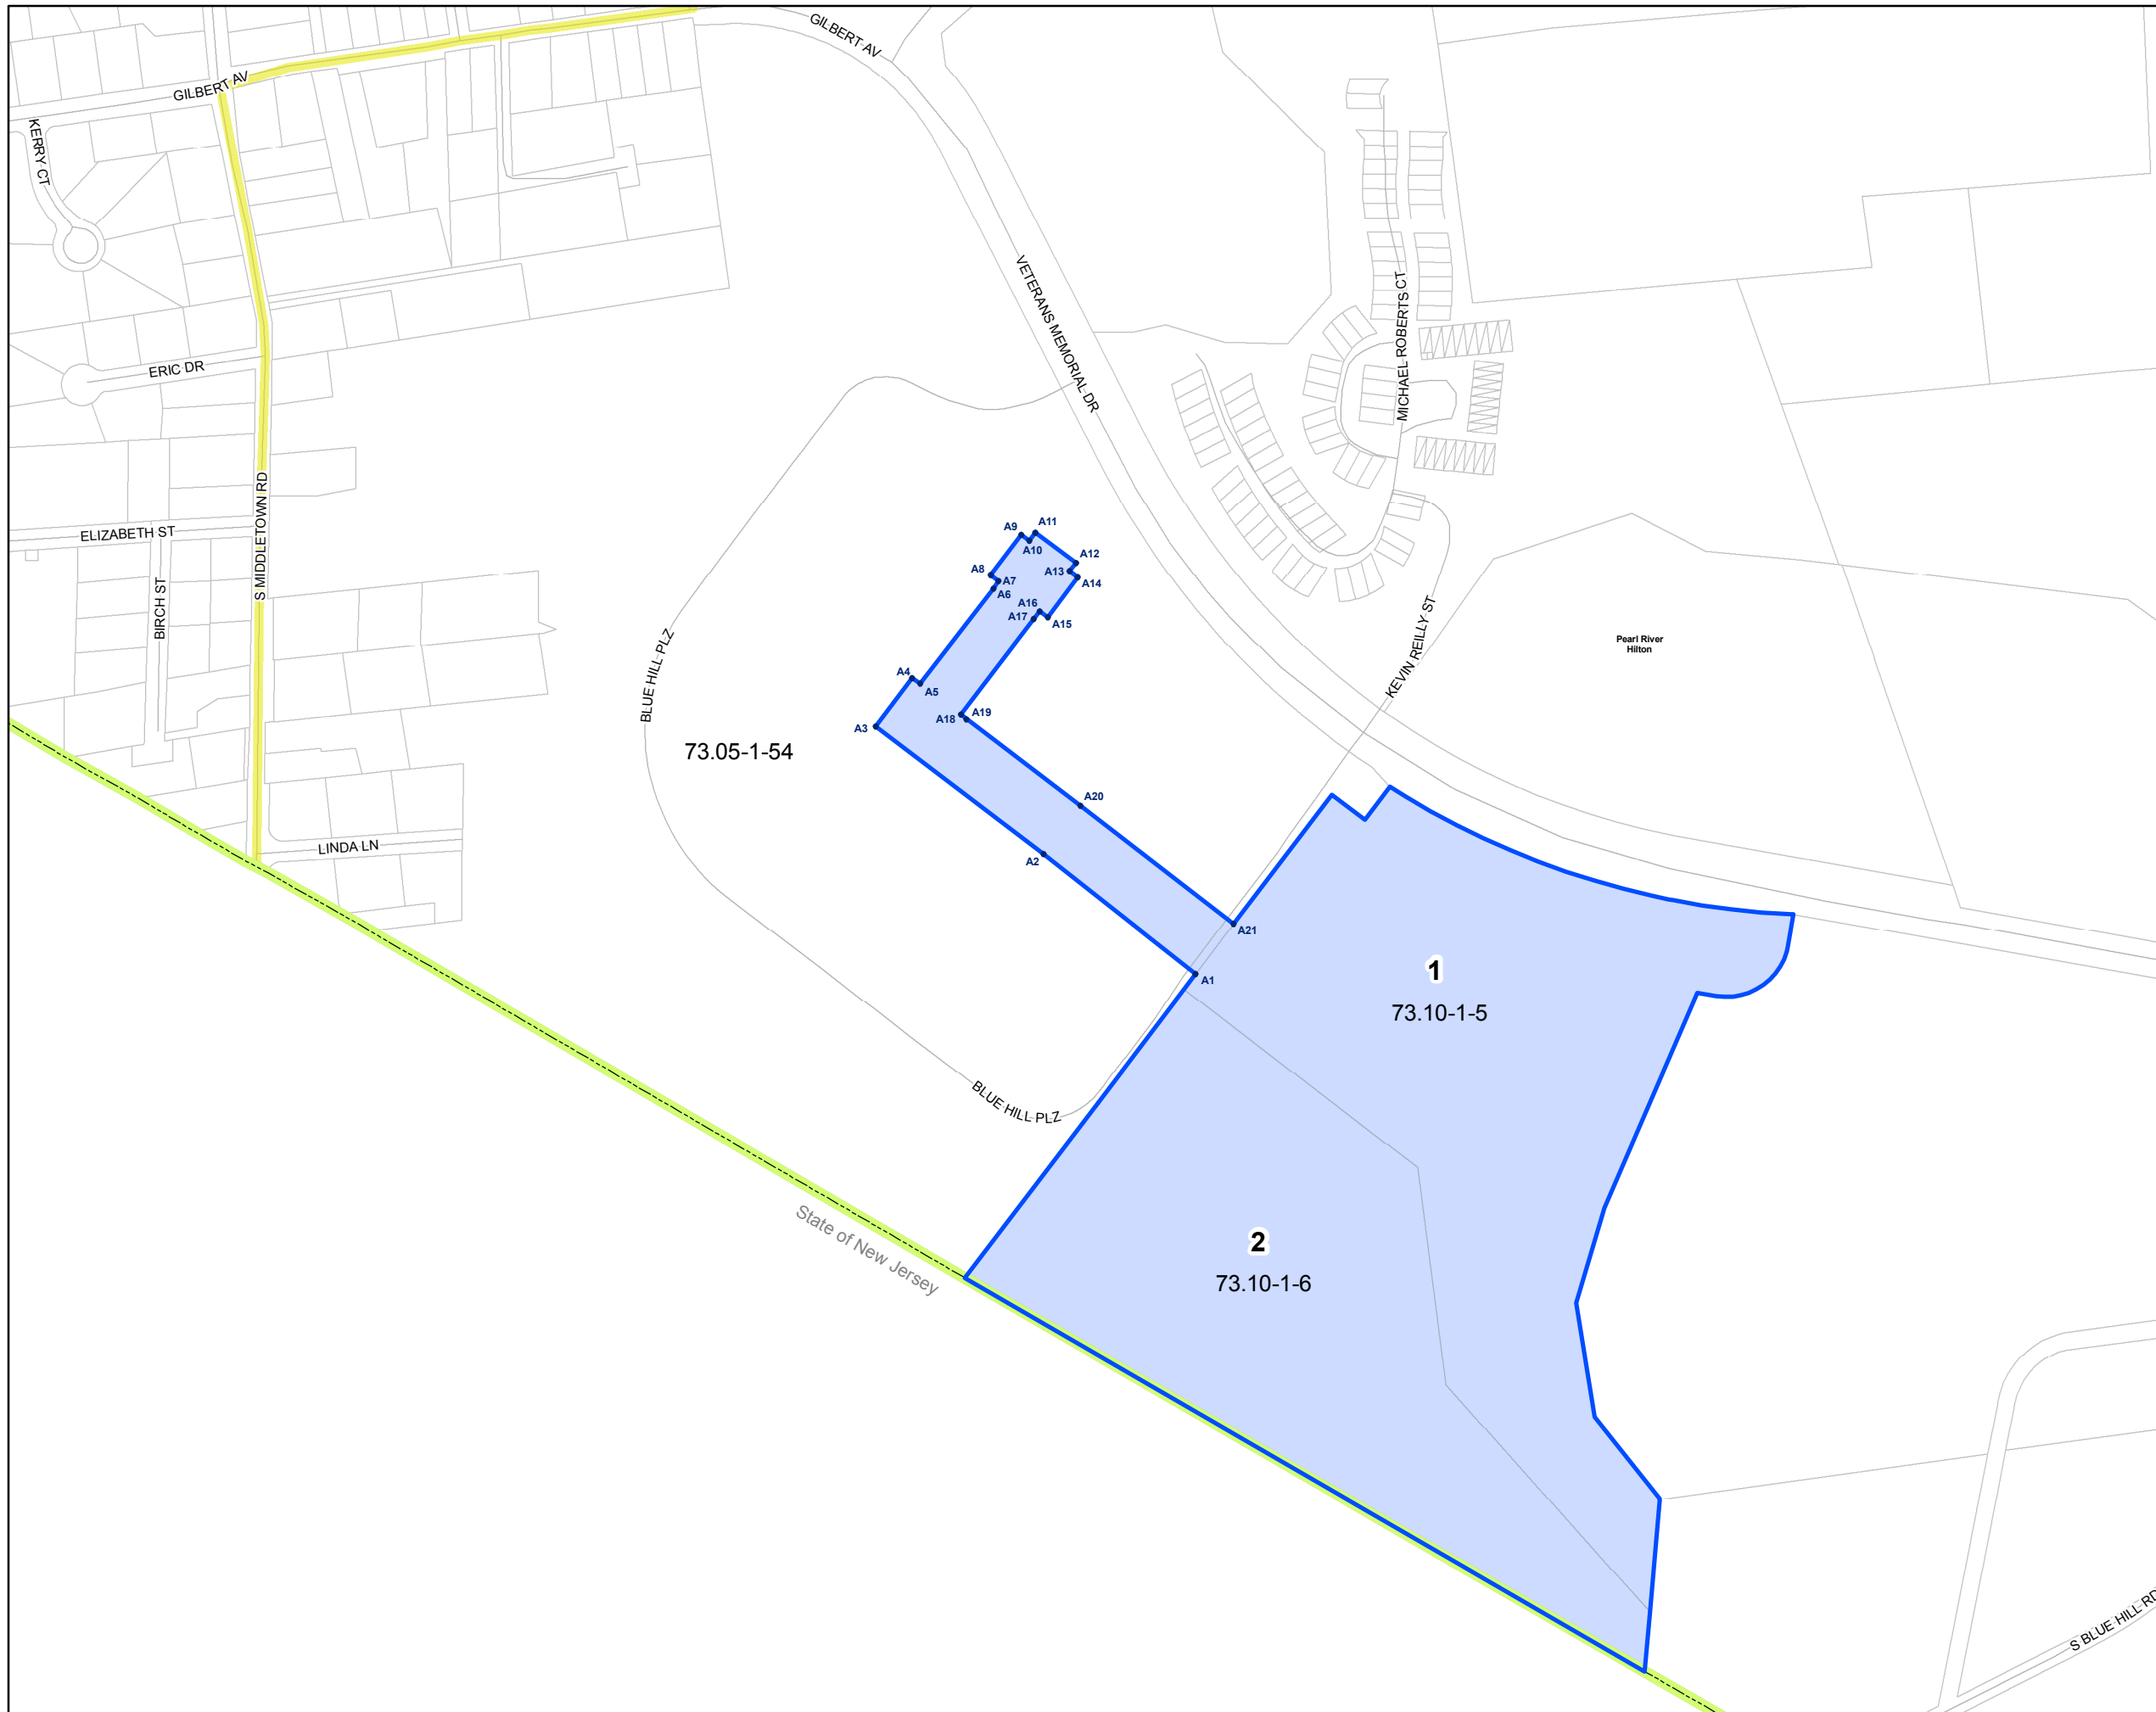 GILBERT AV
GILBERT AV
KERRY CT
VETERANS MEMORIAL DR
MICHAEL ROBERTS CT
ERIC DR
S MIDDLETOWN RD
ELIZABETH ST
BIRCH ST
A9
A11
A10
A12
A8
A7
A13
A14
A6
A16
A17
A15
KEVIN REILLY ST
Pearl River
Hilton
BLUE HILL PLZ
A4
A5
A3
A18
A19
73.05-1-54
A20
LINDA LN
A2
A21
A1
1
73.10-1-5
BLUE HILL PLZ
State of New Jersey
2
73.10-1-6
S BLUE HILL RD